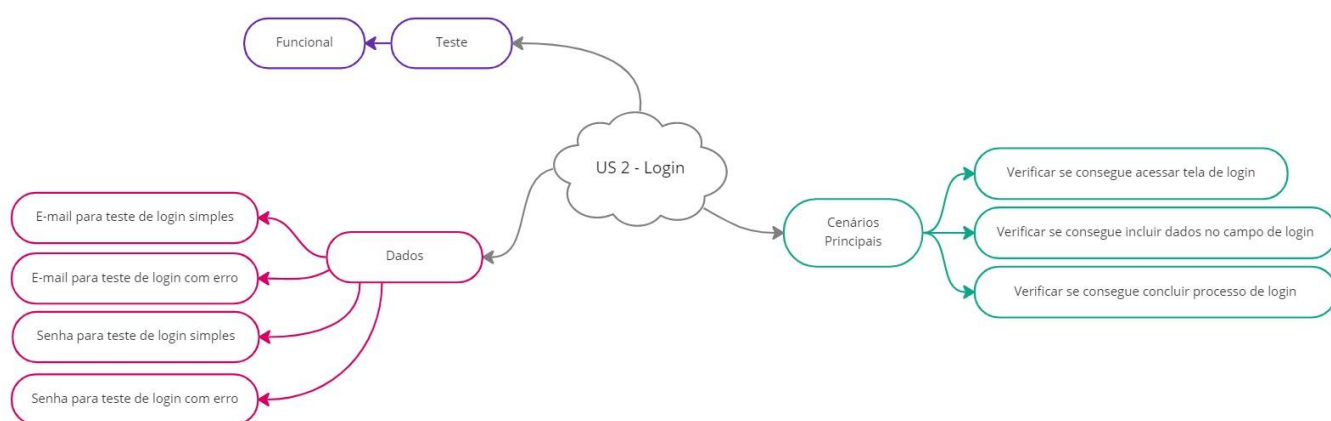 Funcional
Teste
US 2 - Login
E-mail para teste de login simples
E-mail para teste de login com erro
Senha para teste de login simples
Senha para teste de login com erro
Dados
Cenários
Principais
Verificar se consegue acessar tela de login
Verificar se consegue incluir dados no campo de login
Verificar se consegue concluir processo de login